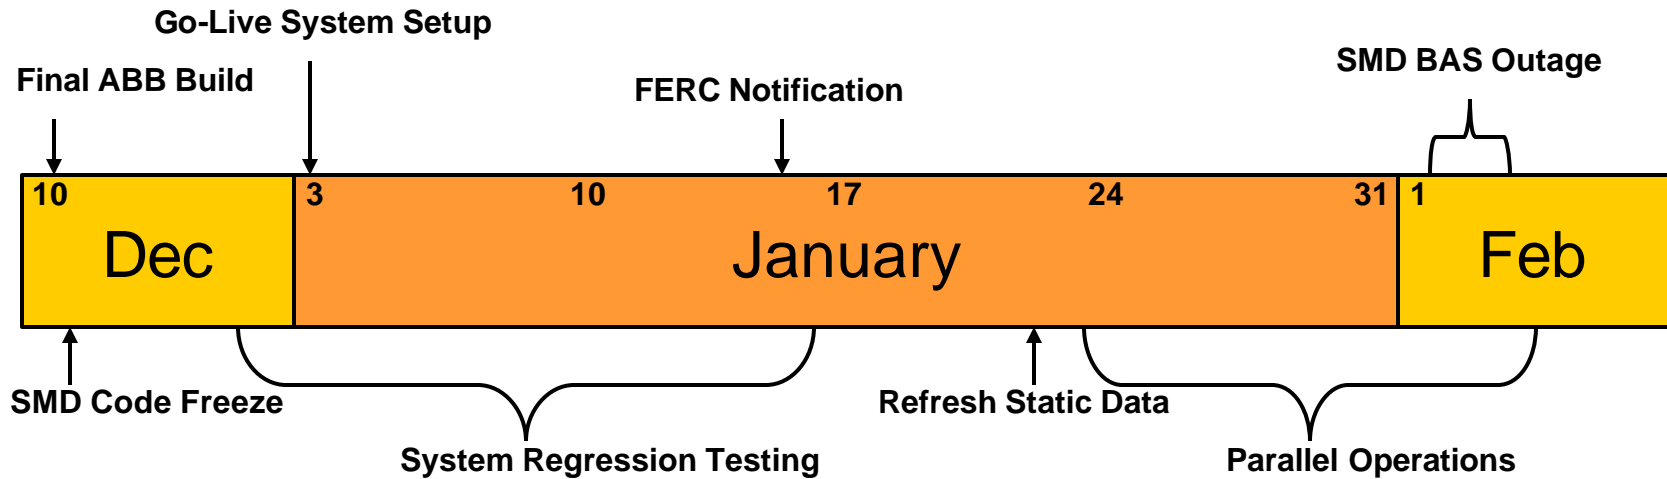 Go-Live System Setup
Final ABB Build
FERC Notification
SMD BAS Outage
10
3
10
17
24
31
1
Dec
January
Feb
SMD Code Freeze
Refresh Static Data
System Regression Testing
Parallel Operations